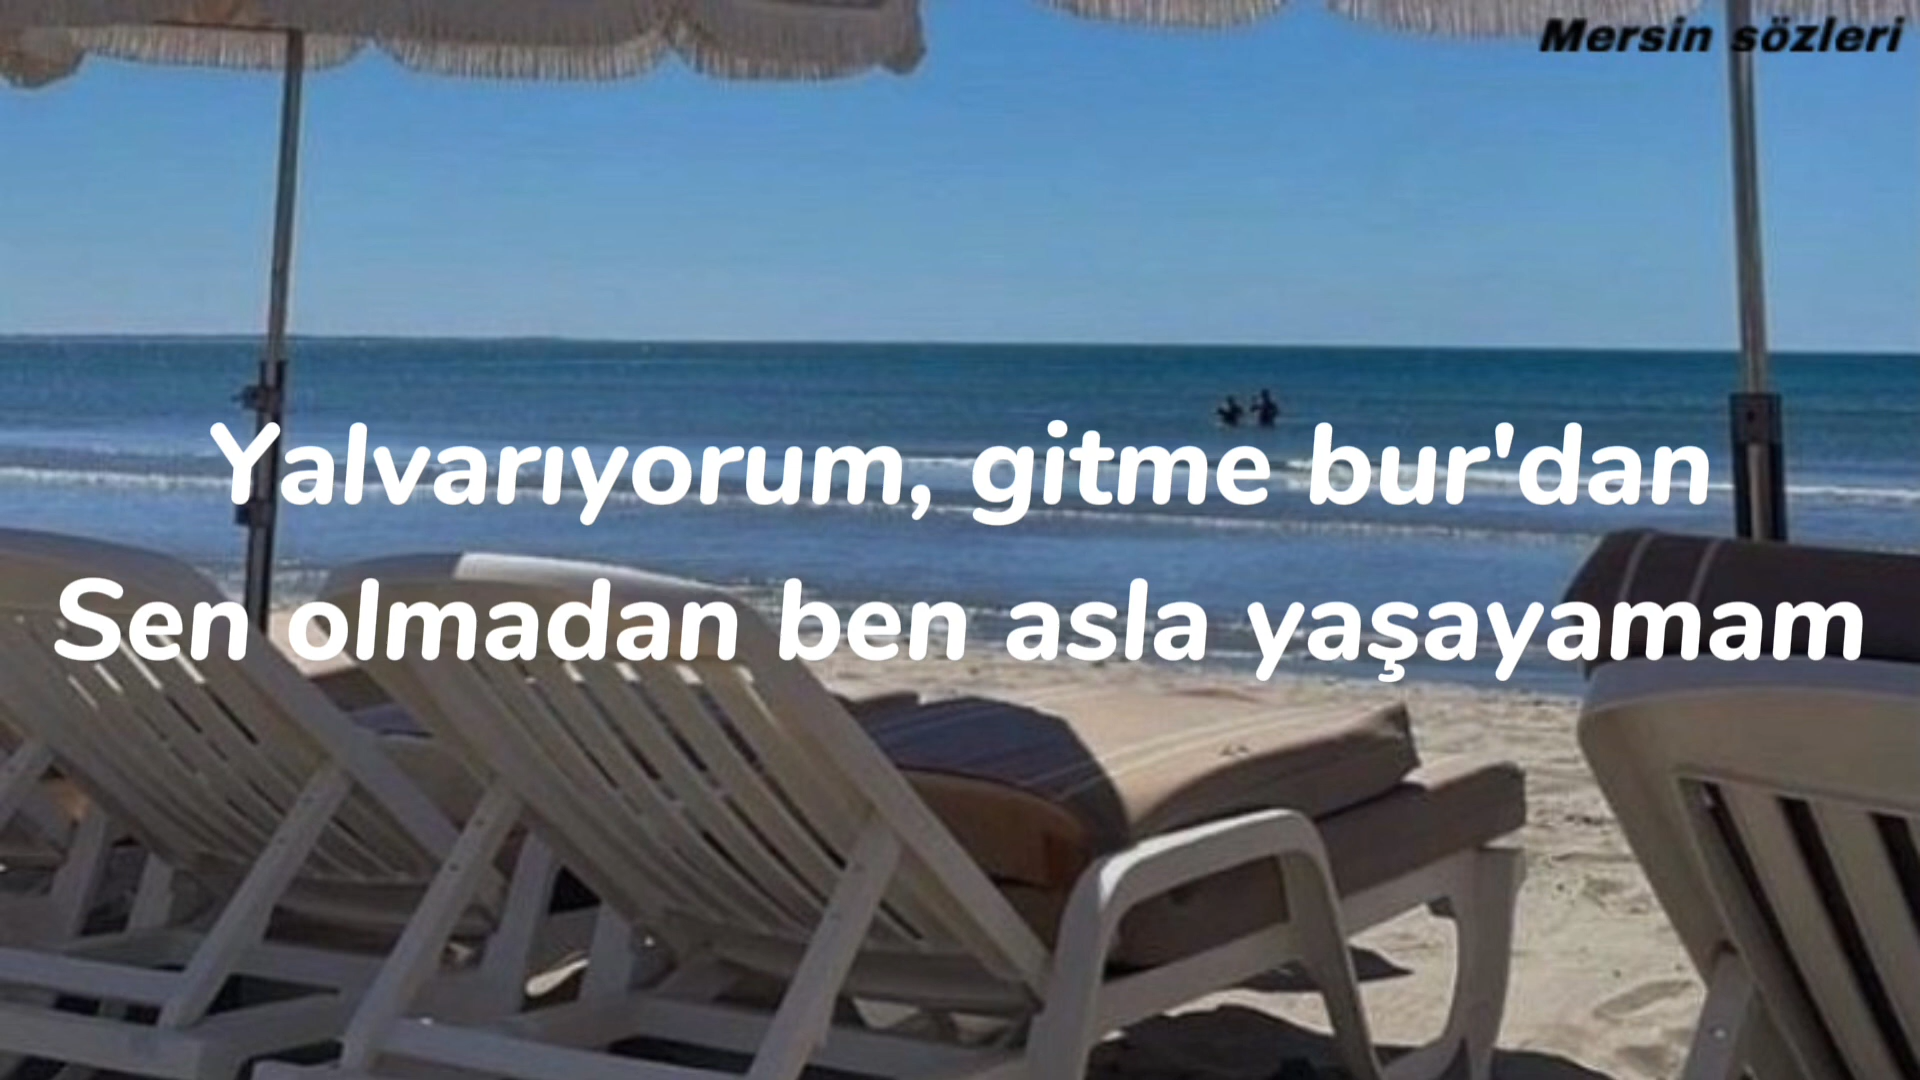 Mersin sözleri
Yalvarıyorum, gitme bur'dan
Sen olmadan ben asla yaşayamam